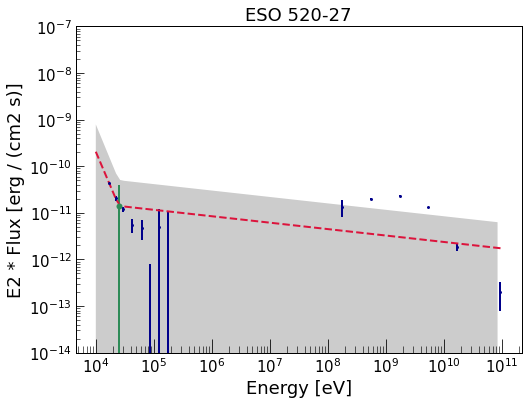 ESO 520-27
E2 * Flux [erg / (cm2 s)]
10⁻⁷
10⁻⁸
10⁻⁹
10⁻¹⁰
10⁻¹¹
10⁻¹²
10⁻¹³
10⁻¹⁴
10⁴ 10⁵ 10⁶ 10⁷ 10⁸ 10⁹ 10¹⁰ 10¹¹
Energy [eV]